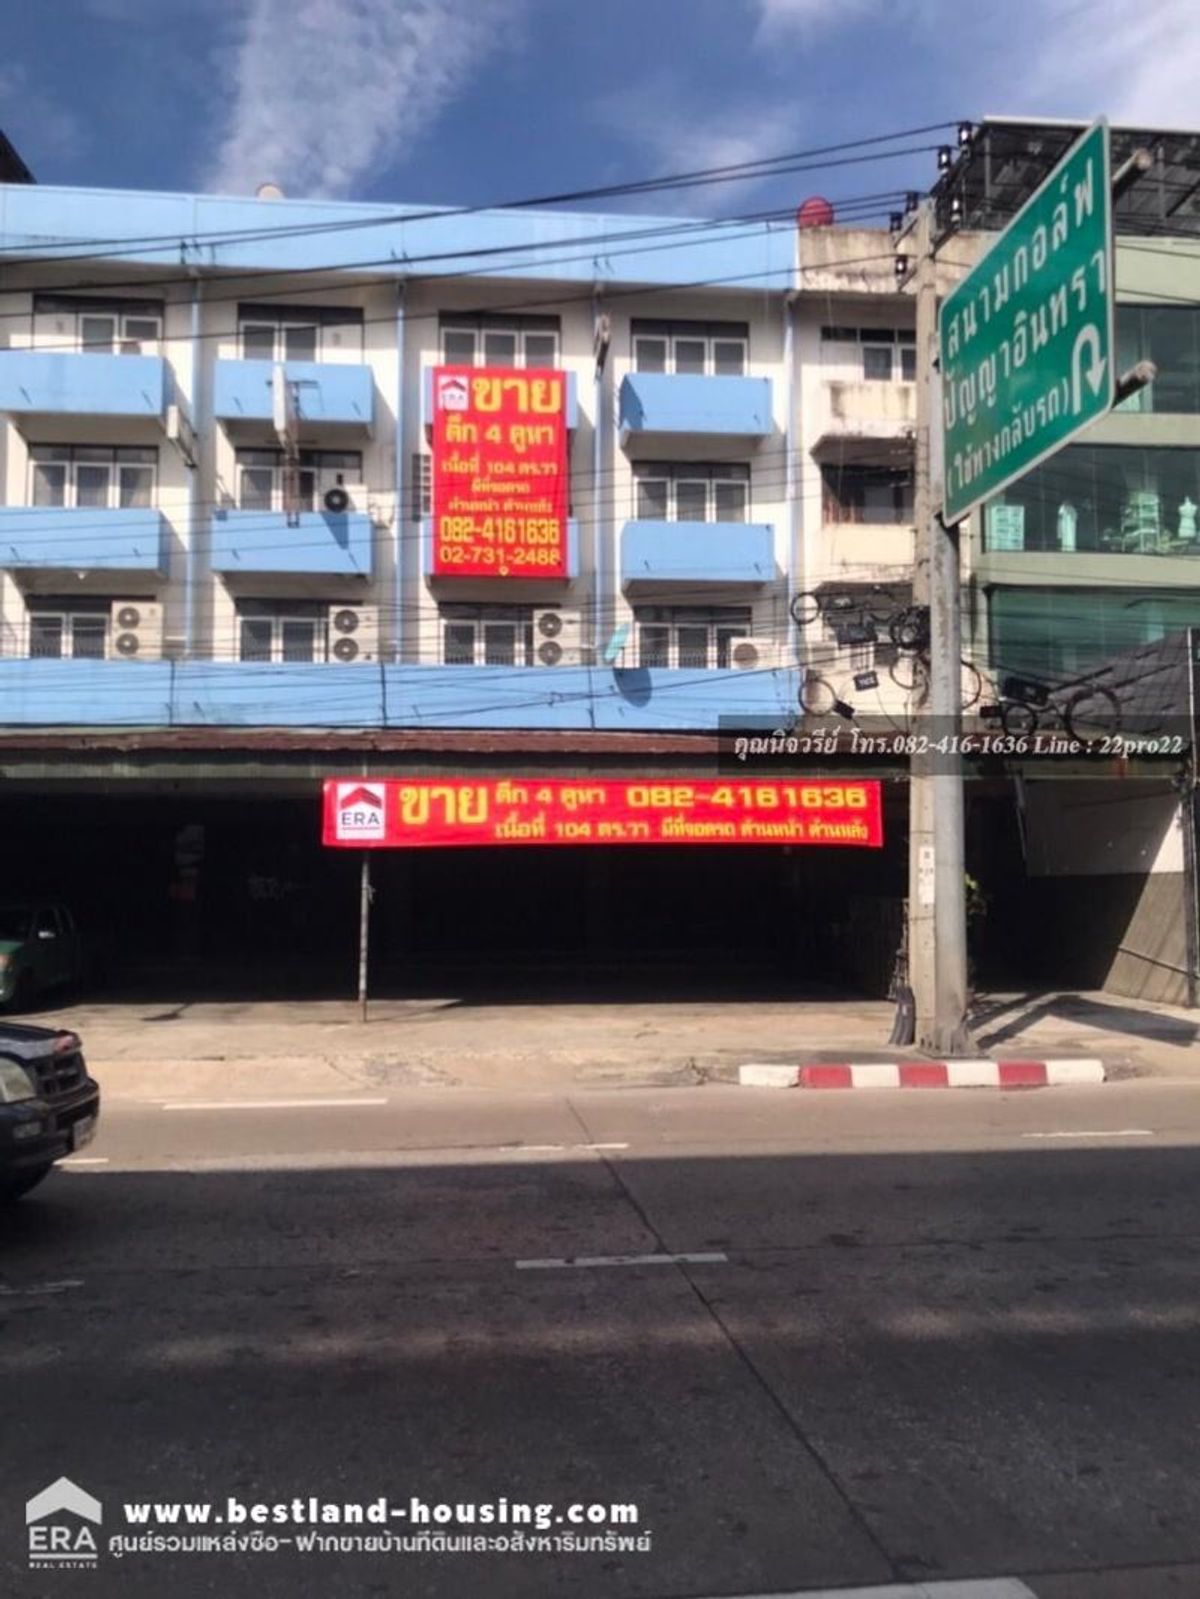 สนามกอล์ฟ
ปัญญาอินทรา
(ใช้ทางกลับรถ)
ERA
ขาย
ตึก 4 คูหา
เนื้อที่ 104 ตร.วา
มีที่จอดรถ
ด้านหน้า ด้านหลัง
082-4161636
02-731-2488
คุณนิจวรีย์ โทร.082-416-1636 Line : 22pro22
ERA
ขาย ตึก 4 คูหา 082-4161636
เนื้อที่ 104 ตร.วา มีที่จอดรถ ด้านหน้า ด้านหลัง
www.bestland-housing.com
ERA
REAL ESTATE
ศูนย์รวมแหล่งซื้อ-ฝากขายบ้านที่ดินและอสังหาริมทรัพย์